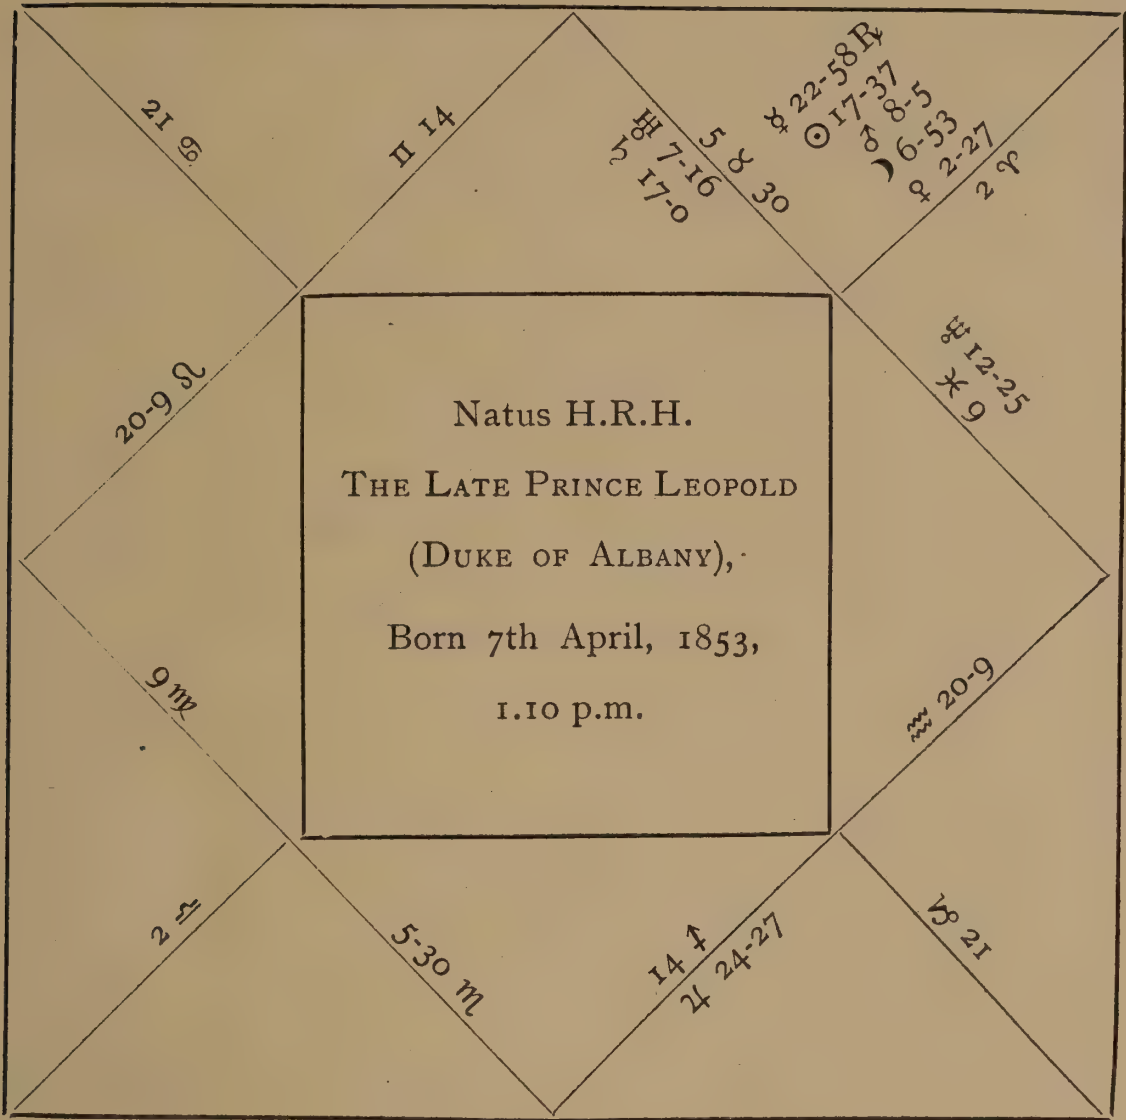 21 ♋
♊ 14
♅ 7-16
♄ 17-0
5 ♉ 30
☿ 22-58 ℞
☉ 17-37
♂ 8-5
☽ 6-53
♀ 2-27
2 ♈
20-9 ♌
♆ 12-25
♓ 9
Natus H.R.H.
The Late Prince Leopold
(Duke of Albany),
Born 7th April, 1853,
1.10 p.m.
9 ♍
♒ 20-9
2 ♎
5-30 ♏
14 ♐
♃ 24-27
♑ 21